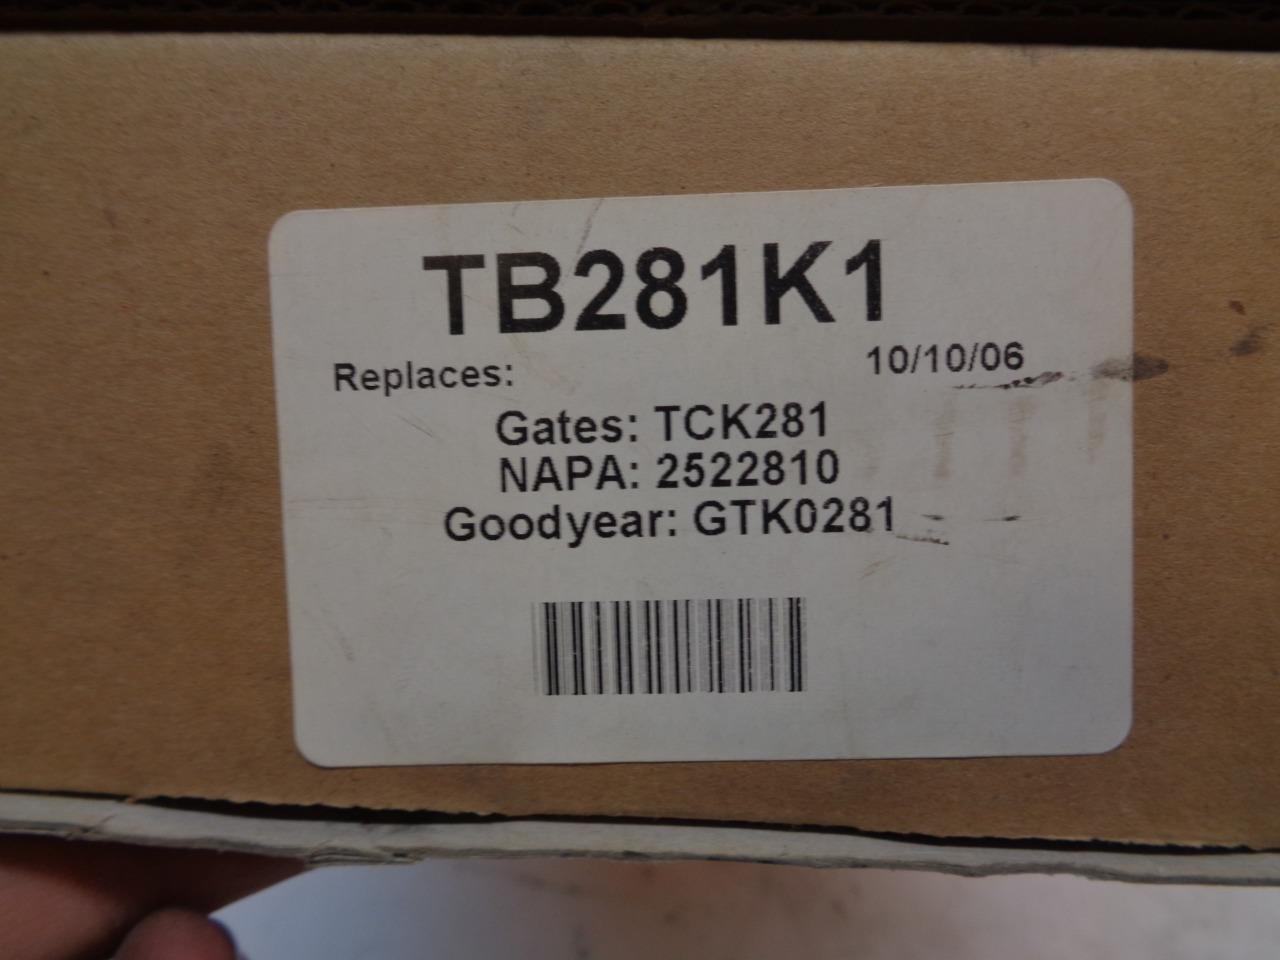 TB281K1
Replaces: 10/10/06
Gates: TCK281
NAPA: 2522810
Goodyear: GTK0281